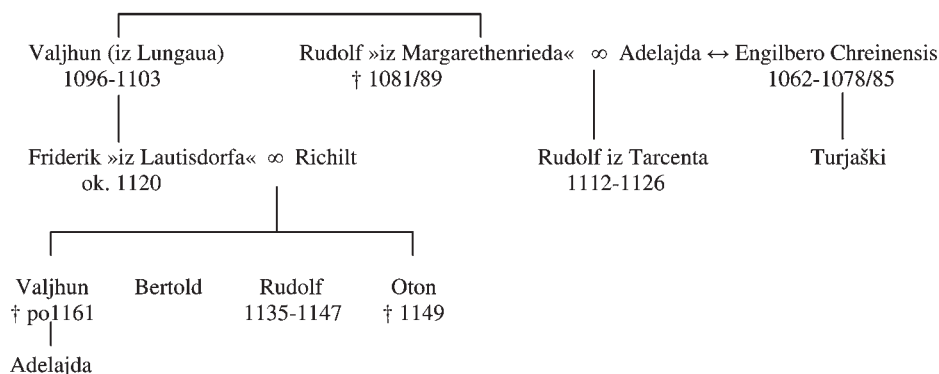 Valjhun (iz Lungaua) Rudolf »iz Margarethenrieda« ∞ Adelajda ↔ Engilbero Chreinensis
1096-1103 † 1081/89 1062-1078/85
Friderik »iz Lautisdorfa« ∞ Richilt Rudolf iz Tarcenta Turjaški
ok. 1120 1112-1126
Valjhun Bertold Rudolf Oton
† po1161 1135-1147 † 1149
Adelajda